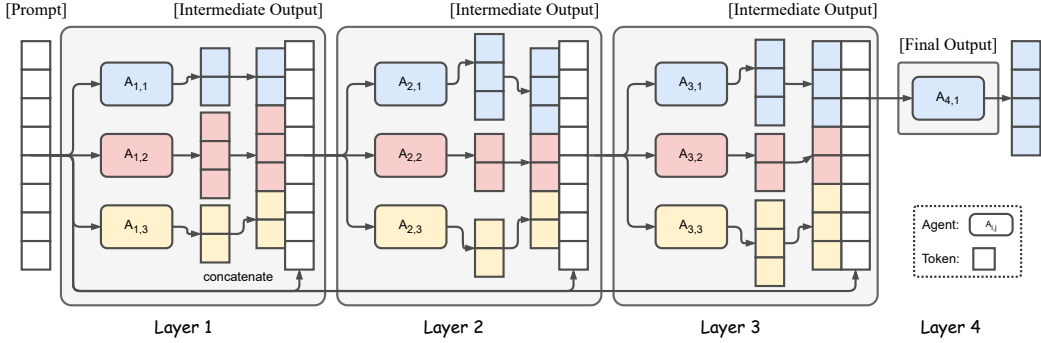 [Prompt]
[Intermediate Output]
[Intermediate Output]
[Intermediate Output]
[Final Output]
A1,1
A2,1
A3,1
A4,1
A1,2
A2,2
A3,2
A1,3
A2,3
A3,3
concatenate
Agent: Ai,j
Token:
Layer 1
Layer 2
Layer 3
Layer 4